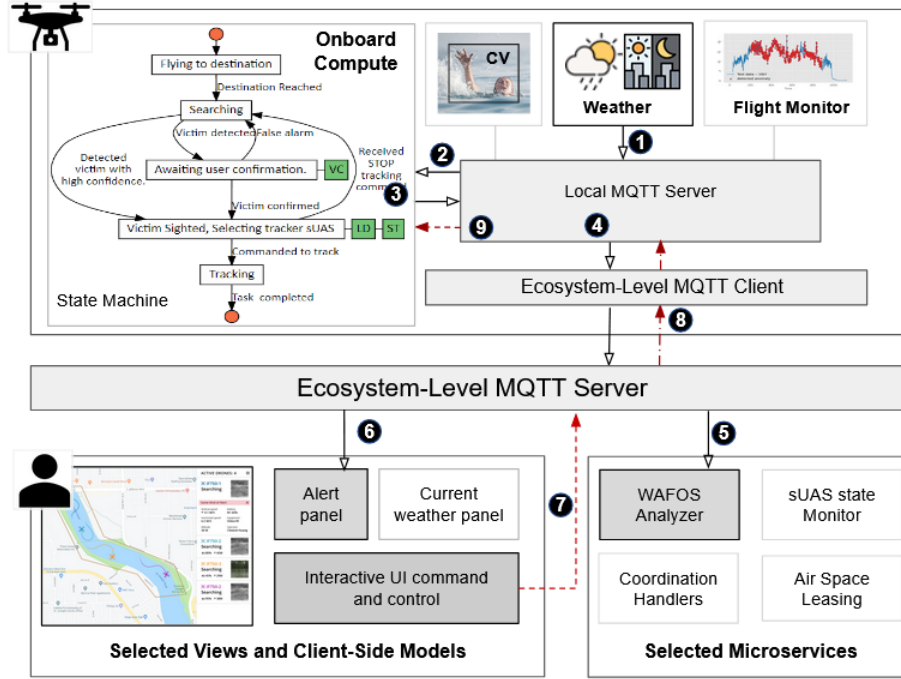 Onboard
Compute
Flying to destination
Destination Reached
Searching
Victim detected
False alarm
Detected
victim with
high confidence.
Received
STOP
tracking
Awaiting user confirmation.
VC
Victim confirmed
Victim Sighted, Selecting tracker sUAS
LD
ST
Commanded to track
Tracking
Task completed
State Machine
CV
Weather
Flight Monitor
1
2
3
Local MQTT Server
4
9
Ecosystem-Level MQTT Client
8
Ecosystem-Level MQTT Server
6
5
7
Alert
panel
Current
weather panel
Interactive UI command
and control
Selected Views and Client-Side Models
WAFOS
Analyzer
sUAS state
Monitor
Coordination
Handlers
Air Space
Leasing
Selected Microservices
Searching
Searching
Searching
Searching